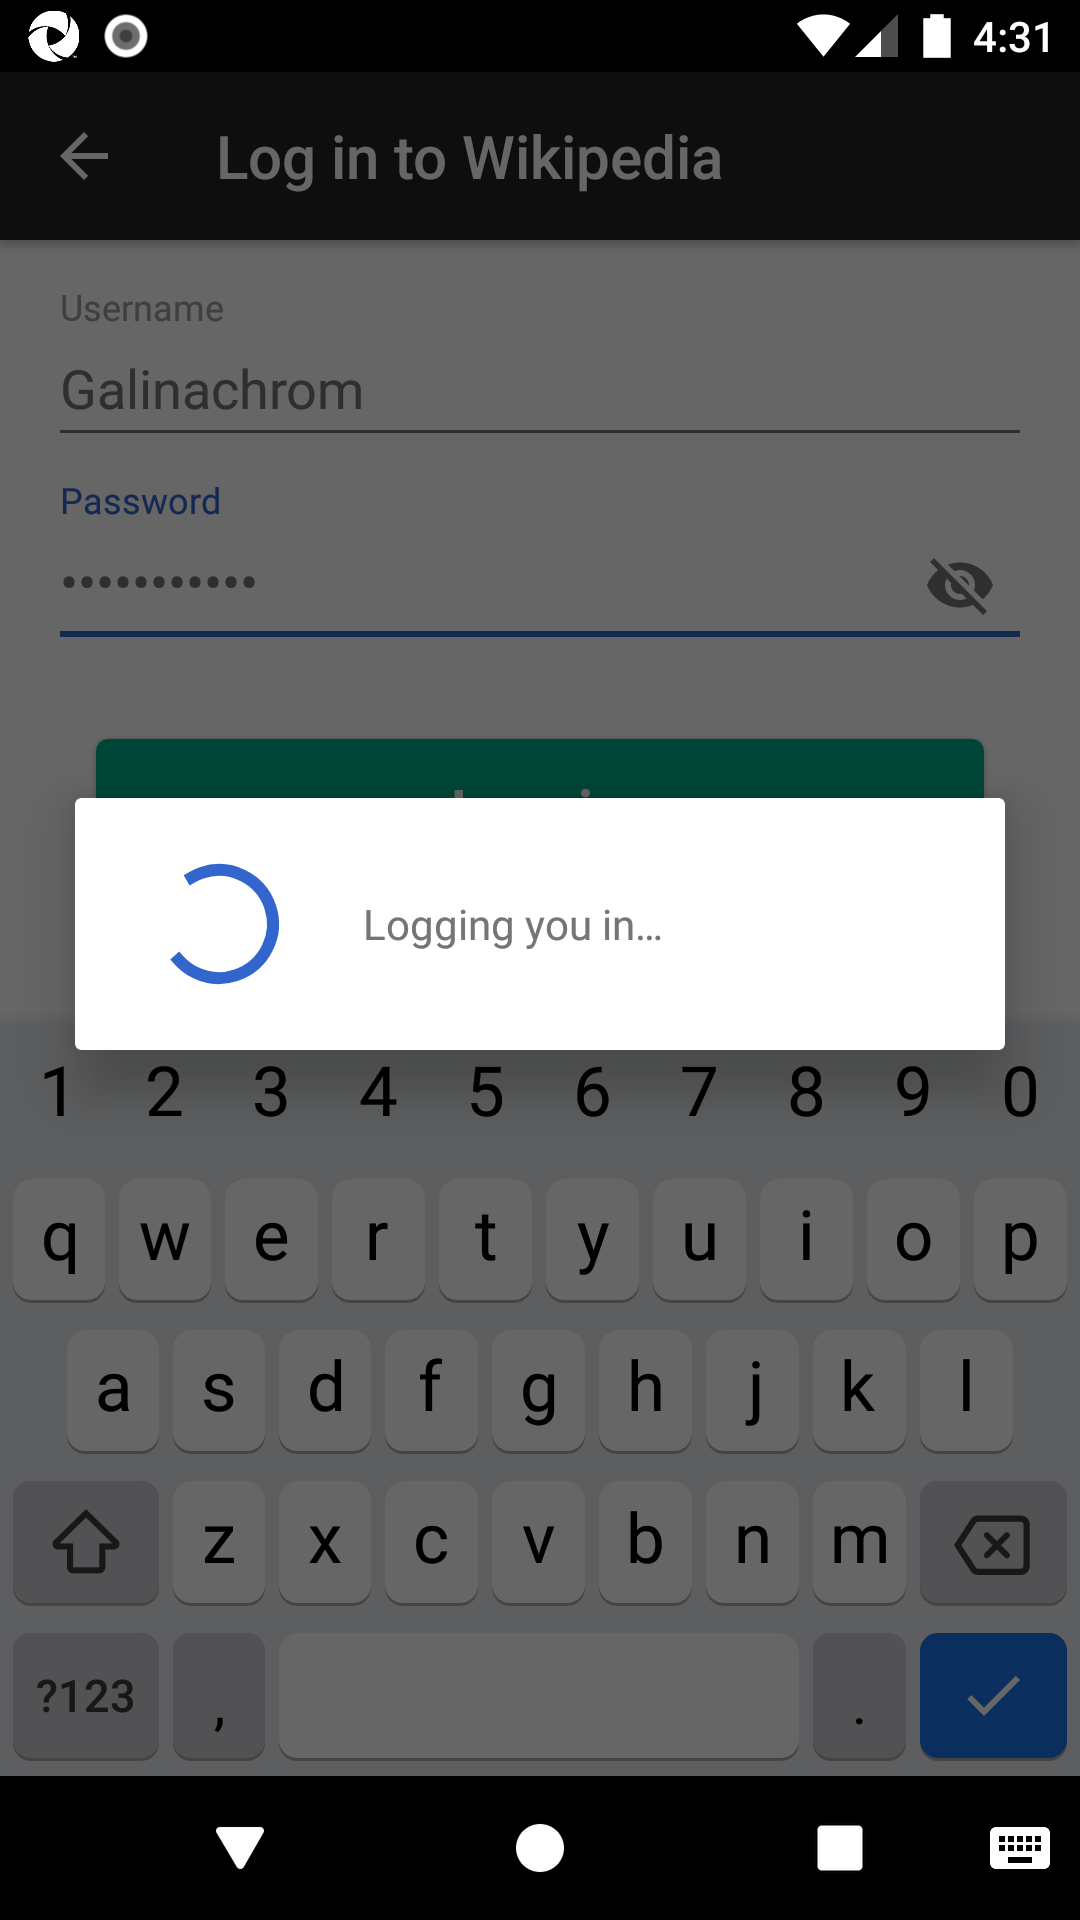 4:31
Log in to Wikipedia
Username
Galinachrom
Password
•••••••••••
Logging you in...
1 2 3 4 5 6 7 8 9 0
q w e r t y u i o p
a s d f g h j k l
z x c v b n m
?123 , .